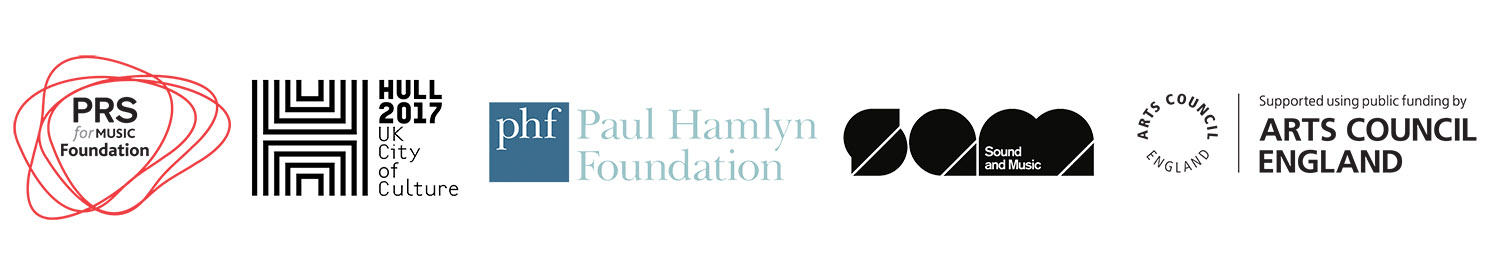 PRS
for MUSIC
Foundation
HULL
2017
UK
City
of
Culture
phf
Paul Hamlyn
Foundation
sam
Sound
and Music
ARTS COUNCIL
ENGLAND
Supported using public funding by
ARTS COUNCIL
ENGLAND